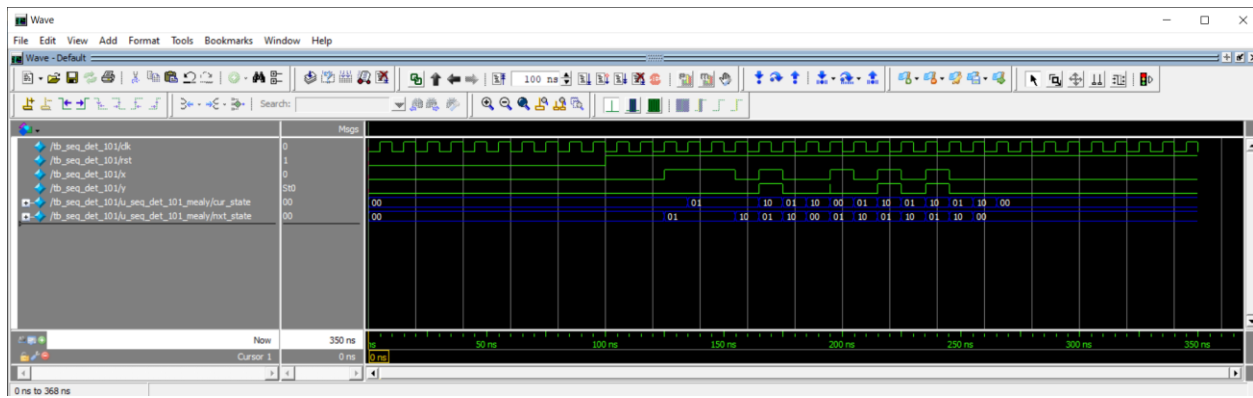 Wave
File Edit View Add Format Tools Bookmarks Window Help
Wave - Default
100 ns
Search:
Msgs
/tb_seq_det_101/clk 0
/tb_seq_det_101/rst 1
/tb_seq_det_101/x 0
/tb_seq_det_101/y St0
/tb_seq_det_101/u_seq_det_101_mealy/cur_state 00 00 01 10 01 10 00 01 10 01 10 01 10 00
/tb_seq_det_101/u_seq_det_101_mealy/nxt_state 00 00 01 10 01 10 00 01 10 01 10 01 10 00
Now 350 ns ns 50 ns 100 ns 150 ns 200 ns 250 ns 300 ns 350 ns
Cursor 1 0 ns 0 ns
0 ns to 368 ns